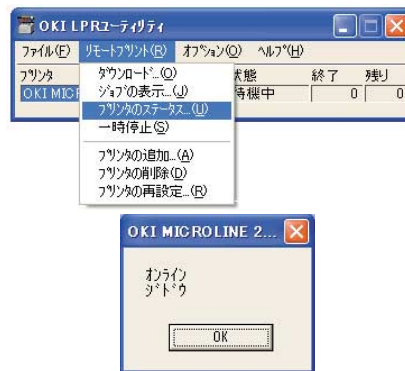 OKI LPRユーティリティ
ファイル(F) リモートプリント(R) オプション(O) ヘルプ(H)
プリンタ 状態 終了 残り
OKI MICR 待機中 0 0
ダウンロード...(O)
ジョブの表示...(J)
プリンタのステータス...(U)
一時停止(S)
プリンタの追加...(A)
プリンタの削除(D)
プリンタの再設定...(R)
OKI MICROLINE 2...
オンライン
ジドウ
OK